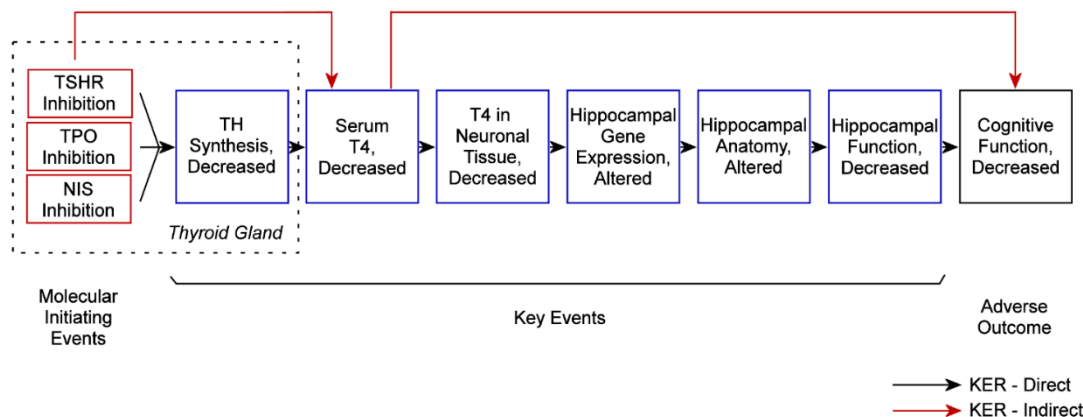 TSHR
Inhibition
TPO
Inhibition
NIS
Inhibition
TH
Synthesis,
Decreased
Thyroid Gland
Serum
T4,
Decreased
T4 in
Neuronal
Tissue,
Decreased
Hippocampal
Gene
Expression,
Altered
Hippocampal
Anatomy,
Altered
Hippocampal
Function,
Decreased
Cognitive
Function,
Decreased
Molecular
Initiating
Events
Key Events
Adverse
Outcome
KER - Direct
KER - Indirect